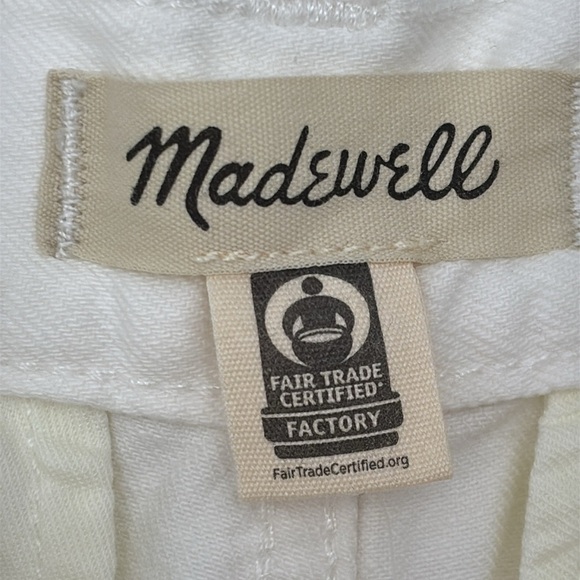 Madewell
FAIR TRADE
CERTIFIED
FACTORY
FairTradeCertified.org